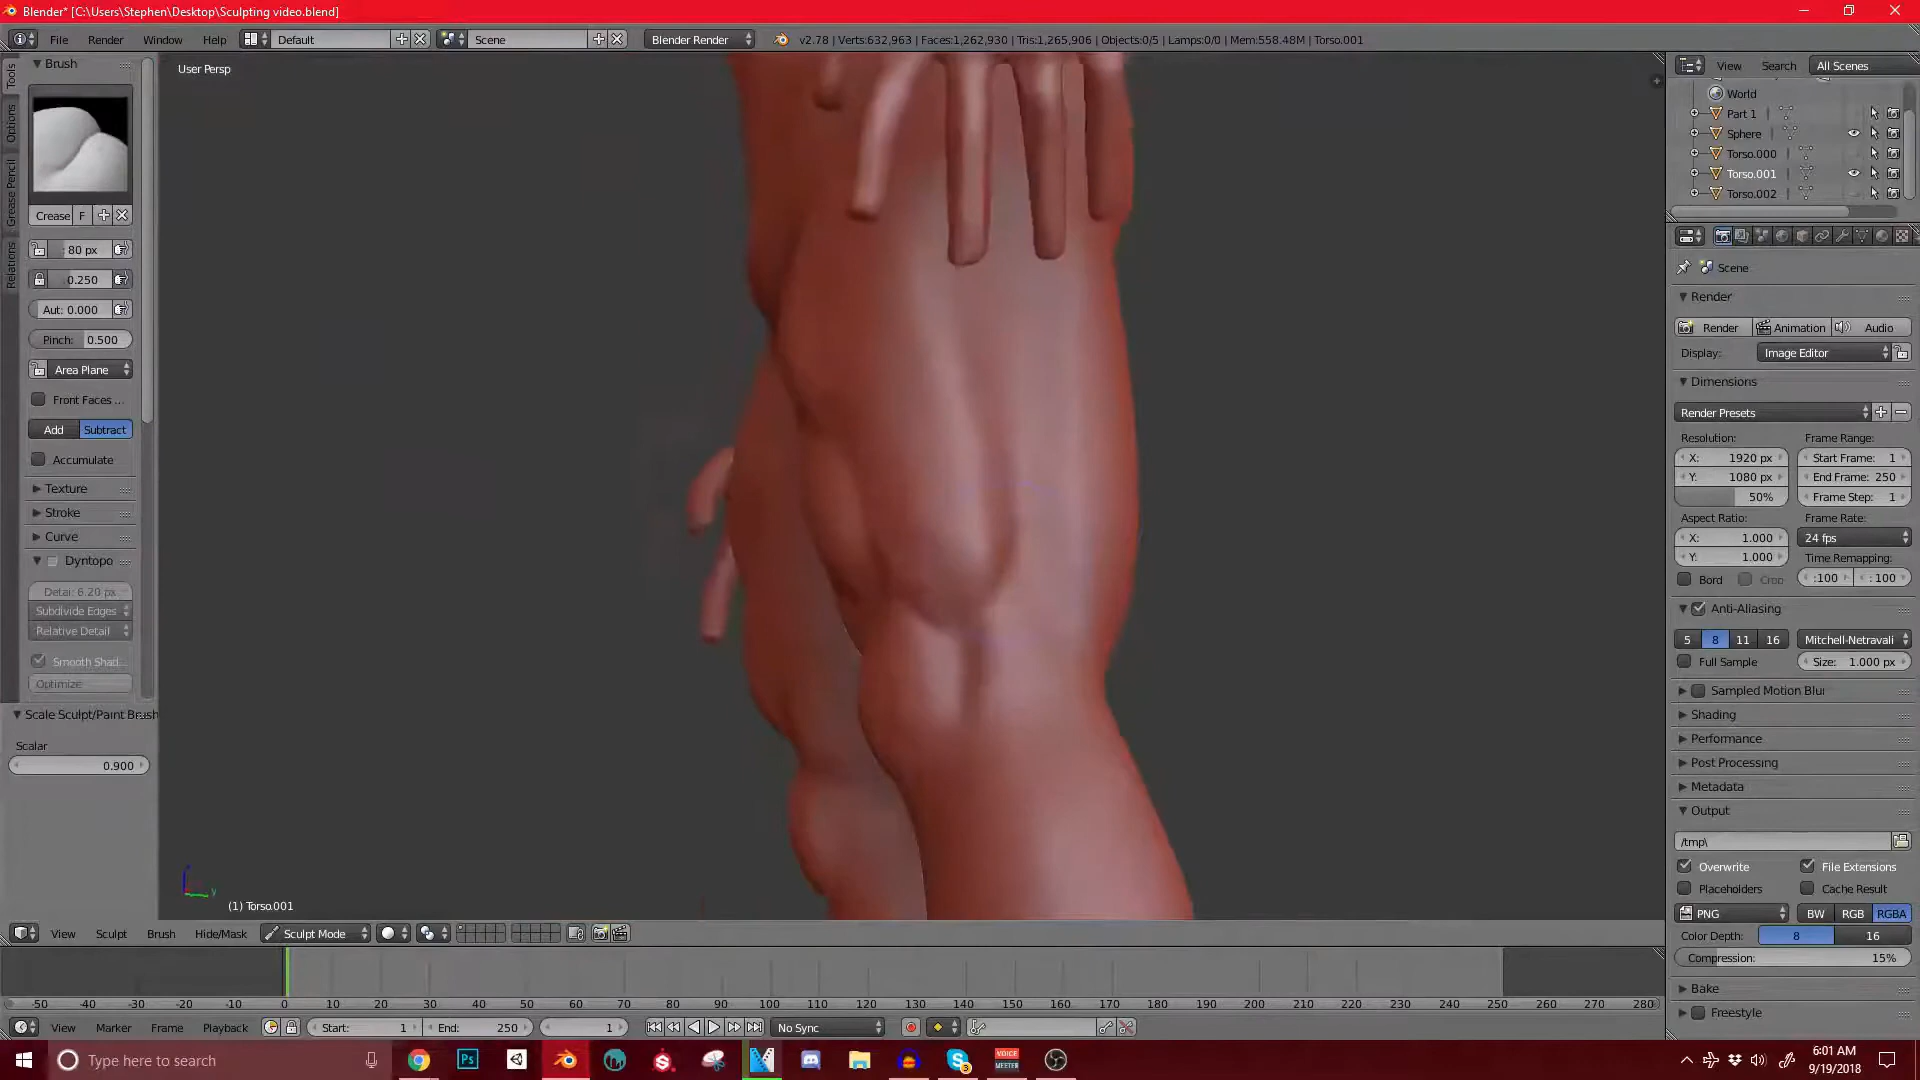 Blender* [C:\Users\Stephen\Desktop\Sculpting video.blend]
File Render Window Help Default Scene Blender Render v2.78 | Verts:632,963 | Faces:1,262,930 | Tris:1,265,906 | Objects:0/5 | Lamps:0/0 | Mem:558.48M | Torso.001
Tools
Options
Grease Pencil
Relations
Brush
Crease F
80 px
0.250
Aut: 0.000
Pinch: 0.500
Area Plane
Front Faces ...
Add Subtract
Accumulate
Texture
Stroke
Curve
Dyntopo
Detai: 6.20 px
Subdivide Edges
Relative Detail
Smooth Shad...
Optimize
Scale Sculpt/Paint Brush
Scalar
0.900
User Persp
(1) Torso.001
View Sculpt Brush Hide/Mask Sculpt Mode
View Search All Scenes
World
Part 1
Sphere
Torso.000
Torso.001
Torso.002
Scene
Render
Render Animation Audio
Display: Image Editor
Dimensions
Render Presets
Resolution: Frame Range:
X: 1920 px Start Frame: 1
Y: 1080 px End Frame: 250
50% Frame Step: 1
Aspect Ratio: Frame Rate:
X: 1.000 24 fps
Y: 1.000 Time Remapping:
Bord Crop :100 : 100
Anti-Aliasing
5 8 11 16 Mitchell-Netravali
Full Sample Size: 1.000 px
Sampled Motion Blur
Shading
Performance
Post Processing
Metadata
Output
/tmp\
Overwrite File Extensions
Placeholders Cache Result
PNG BW RGB RGBA
Color Depth: 8 16
Compression: 15%
Bake
Freestyle
-50 -40 -30 -20 -10 0 10 20 30 40 50 60 70 80 90 100 110 120 130 140 150 160 170 180 190 200 210 220 230 240 250 260 270 280
View Marker Frame Playback Start: 1 End: 250 1 No Sync
Type here to search
Ps
VOICE
MEETER
6:01 AM
9/19/2018